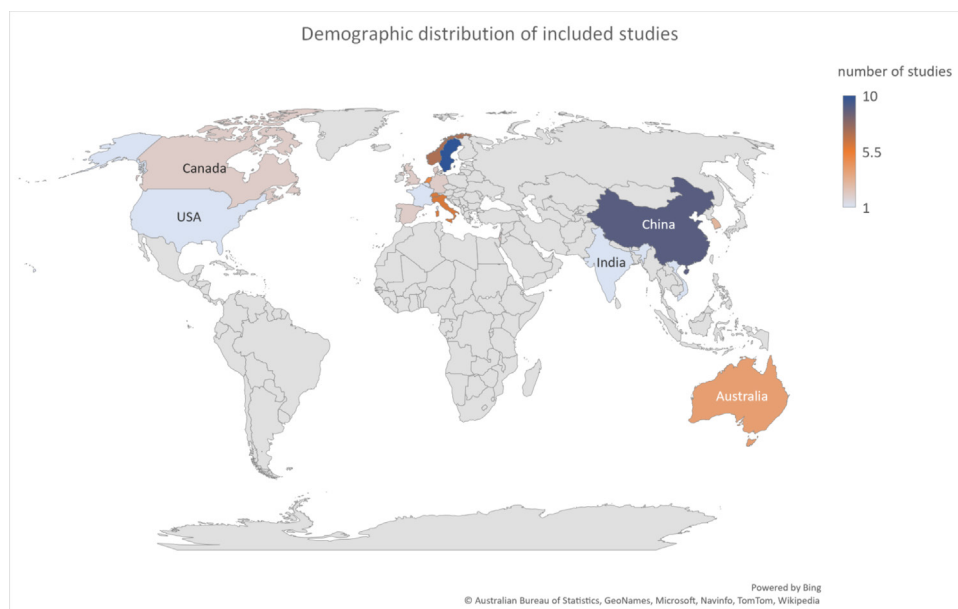 Demographic distribution of included studies
number of studies
10
5.5
1
Canada
USA
China
India
Australia
Powered by Bing
© Australian Bureau of Statistics, GeoNames, Microsoft, Navinfo, TomTom, Wikipedia